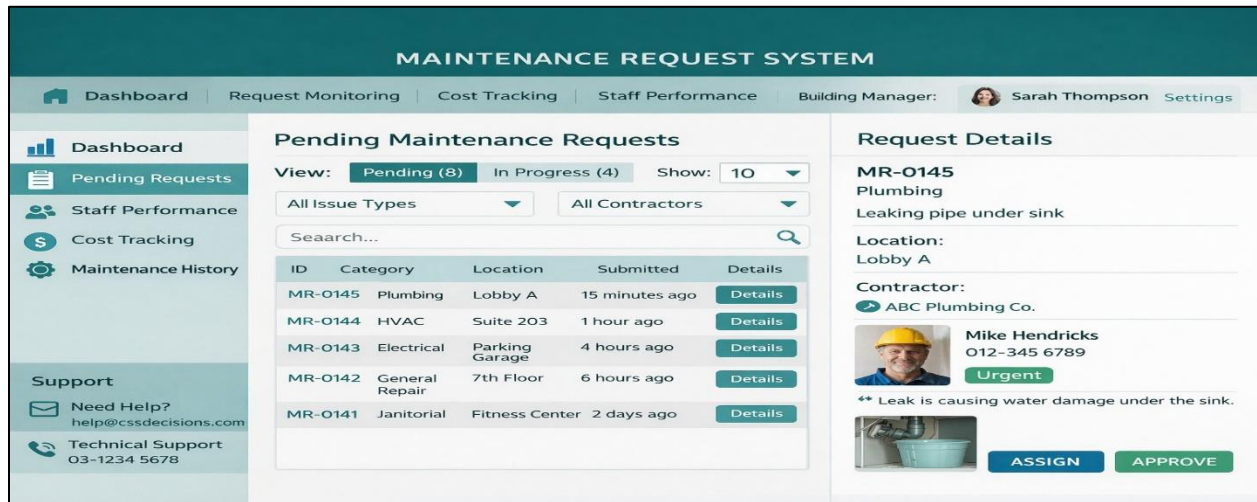 MAINTENANCE REQUEST SYSTEM
Dashboard Request Monitoring Cost Tracking Staff Performance Building Manager: Sarah Thompson Settings
Dashboard
Pending Requests
Staff Performance
Cost Tracking
Maintenance History
Support
Need Help?
help@cssdecisions.com
Technical Support
03-1234 5678
Pending Maintenance Requests
View: Pending (8) In Progress (4) Show: 10
All Issue Types All Contractors
Seaarch...
ID Category Location Submitted Details
MR-0145 Plumbing Lobby A 15 minutes ago Details
MR-0144 HVAC Suite 203 1 hour ago Details
MR-0143 Electrical Parking Garage 4 hours ago Details
MR-0142 General Repair 7th Floor 6 hours ago Details
MR-0141 Janitorial Fitness Center 2 days ago Details
Request Details
MR-0145
Plumbing
Leaking pipe under sink
Location:
Lobby A
Contractor:
ABC Plumbing Co.
Mike Hendricks
012-345 6789
Urgent
“ Leak is causing water damage under the sink.
ASSIGN APPROVE